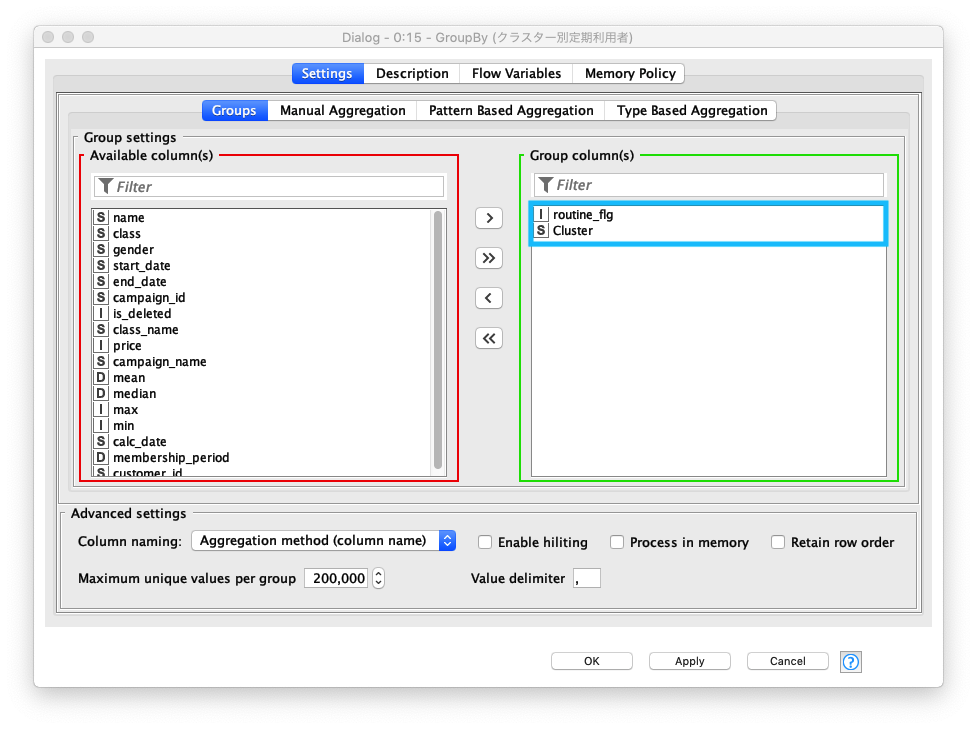 Dialog - 0:15 - GroupBy (クラスター別定期利用者)
Settings Description Flow Variables Memory Policy
Groups Manual Aggregation Pattern Based Aggregation Type Based Aggregation
Group settings
Available column(s)
Filter
S name
S class
S gender
S start_date
S end_date
S campaign_id
I is_deleted
S class_name
I price
S campaign_name
D mean
D median
I max
I min
S calc_date
D membership_period
S customer_id
>
>>
<
<<
Group column(s)
Filter
I routine_flg
S Cluster
Advanced settings
Column naming: Aggregation method (column name) Enable hiliting Process in memory Retain row order
Maximum unique values per group 200,000 Value delimiter ,
OK Apply Cancel ?